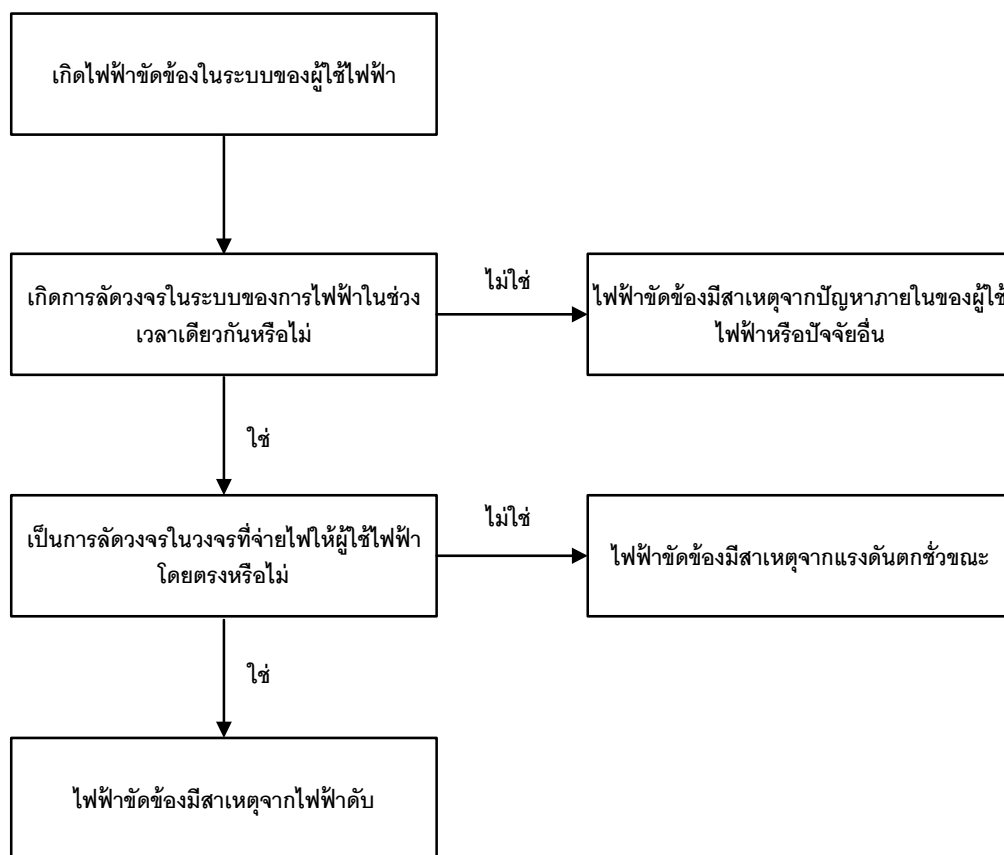 เกิดไฟฟ้าขัดข้องในระบบของผู้ใช้ไฟฟ้า
เกิดการลัดวงจรในระบบของการไฟฟ้าในช่วง
เวลาเดียวกันหรือไม่
ไม่ใช่
ไฟฟ้าขัดข้องมีสาเหตุจากปัญหาภายในของผู้ใช้
ไฟฟ้าหรือปัจจัยอื่น
ใช่
เป็นการลัดวงจรในวงจรที่จ่ายไฟให้ผู้ใช้ไฟฟ้า
โดยตรงหรือไม่
ไม่ใช่
ไฟฟ้าขัดข้องมีสาเหตุจากแรงดันตกชั่วขณะ
ใช่
ไฟฟ้าขัดข้องมีสาเหตุจากไฟฟ้าดับ